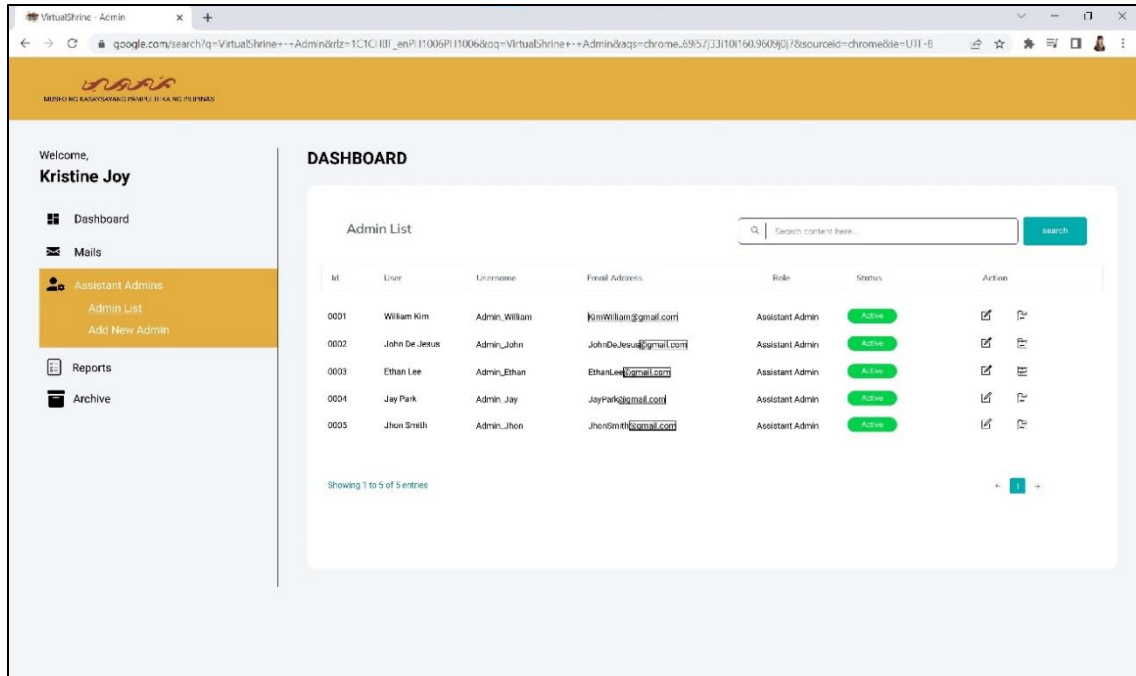 VirtualShrine - Admin
MUSEO NG KASAYSAYANG PAMPULITIKA NG PILIPINAS
Welcome,
Kristine Joy
Dashboard
Mails
Assistant Admins
Admin List
Add New Admin
Reports
Archive
DASHBOARD
Admin List
Search content here...
search
Id User Username Email Address Role Status Action
0001 William Kim Admin_William KimWilliam@gmail.com Assistant Admin Active
0002 John De Jesus Admin_John JohnDeJesus@gmail.com Assistant Admin Active
0003 Ethan Lee Admin_Ethan EthanLee@gmail.com Assistant Admin Active
0004 Jay Park Admin_Jay JayPark@gmail.com Assistant Admin Active
0005 Jhon Smith Admin_Jhon JhonSmith@gmail.com Assistant Admin Active
Showing 1 to 5 of 5 entries
1